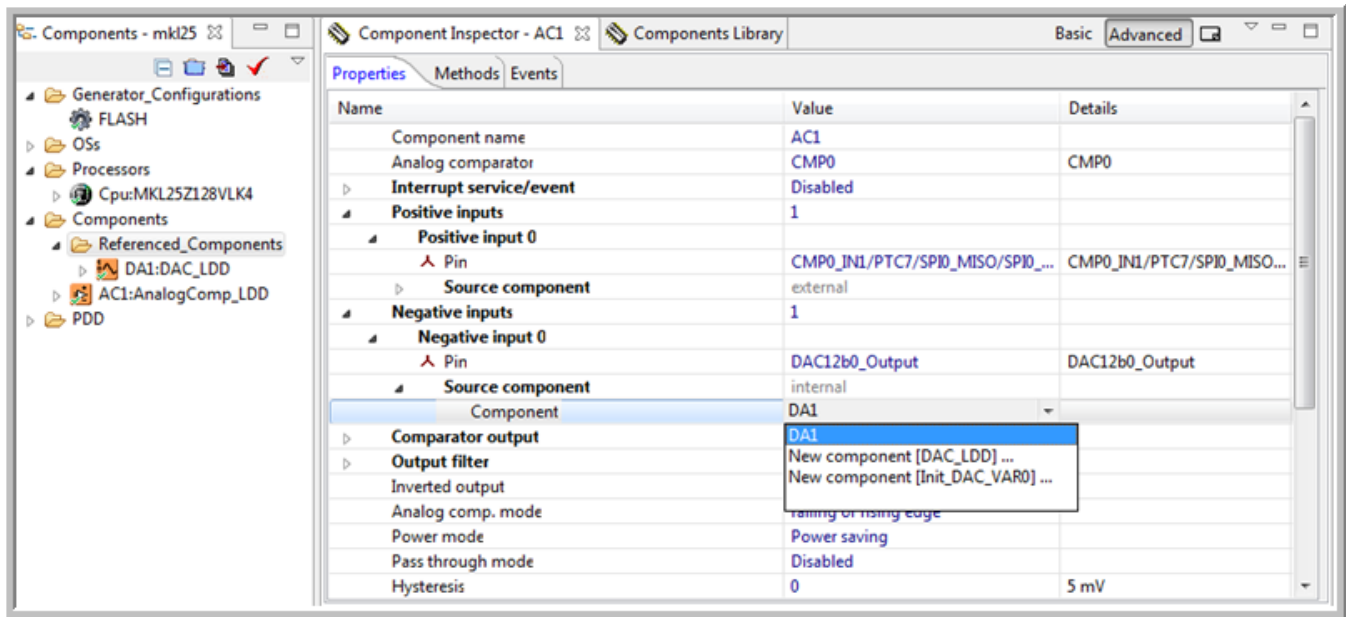 Components - mkl25
Generator_Configurations
FLASH
OSs
Processors
Cpu:MKL25Z128VLK4
Components
Referenced_Components
DA1:DAC_LDD
AC1:AnalogComp_LDD
PDD
Component Inspector - AC1 Components Library Basic Advanced
Properties Methods Events
Name Value Details
Component name AC1
Analog comparator CMP0 CMP0
Interrupt service/event Disabled
Positive inputs 1
Positive input 0
Pin CMP0_IN1/PTC7/SPI0_MISO/SPI0_... CMP0_IN1/PTC7/SPI0_MISO...
Source component external
Negative inputs 1
Negative input 0
Pin DAC12b0_Output DAC12b0_Output
Source component internal
Component DA1
Comparator output DA1
New component [DAC_LDD] ...
Output filter
New component [Init_DAC_VAR0] ...
Inverted output
Analog comp. mode falling or rising edge
Power mode Power saving
Pass through mode Disabled
Hysteresis 0 5 mV